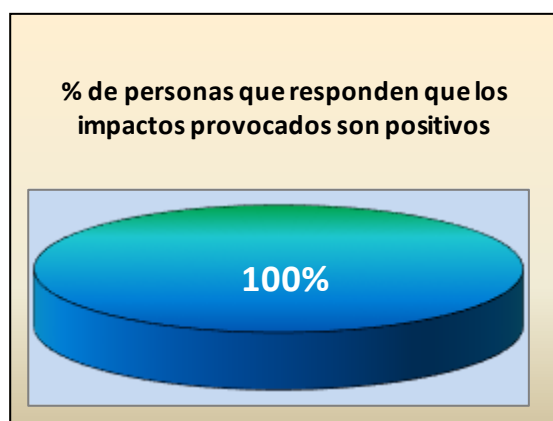 % de personas que responden que los
impactos provocados son positivos
100%